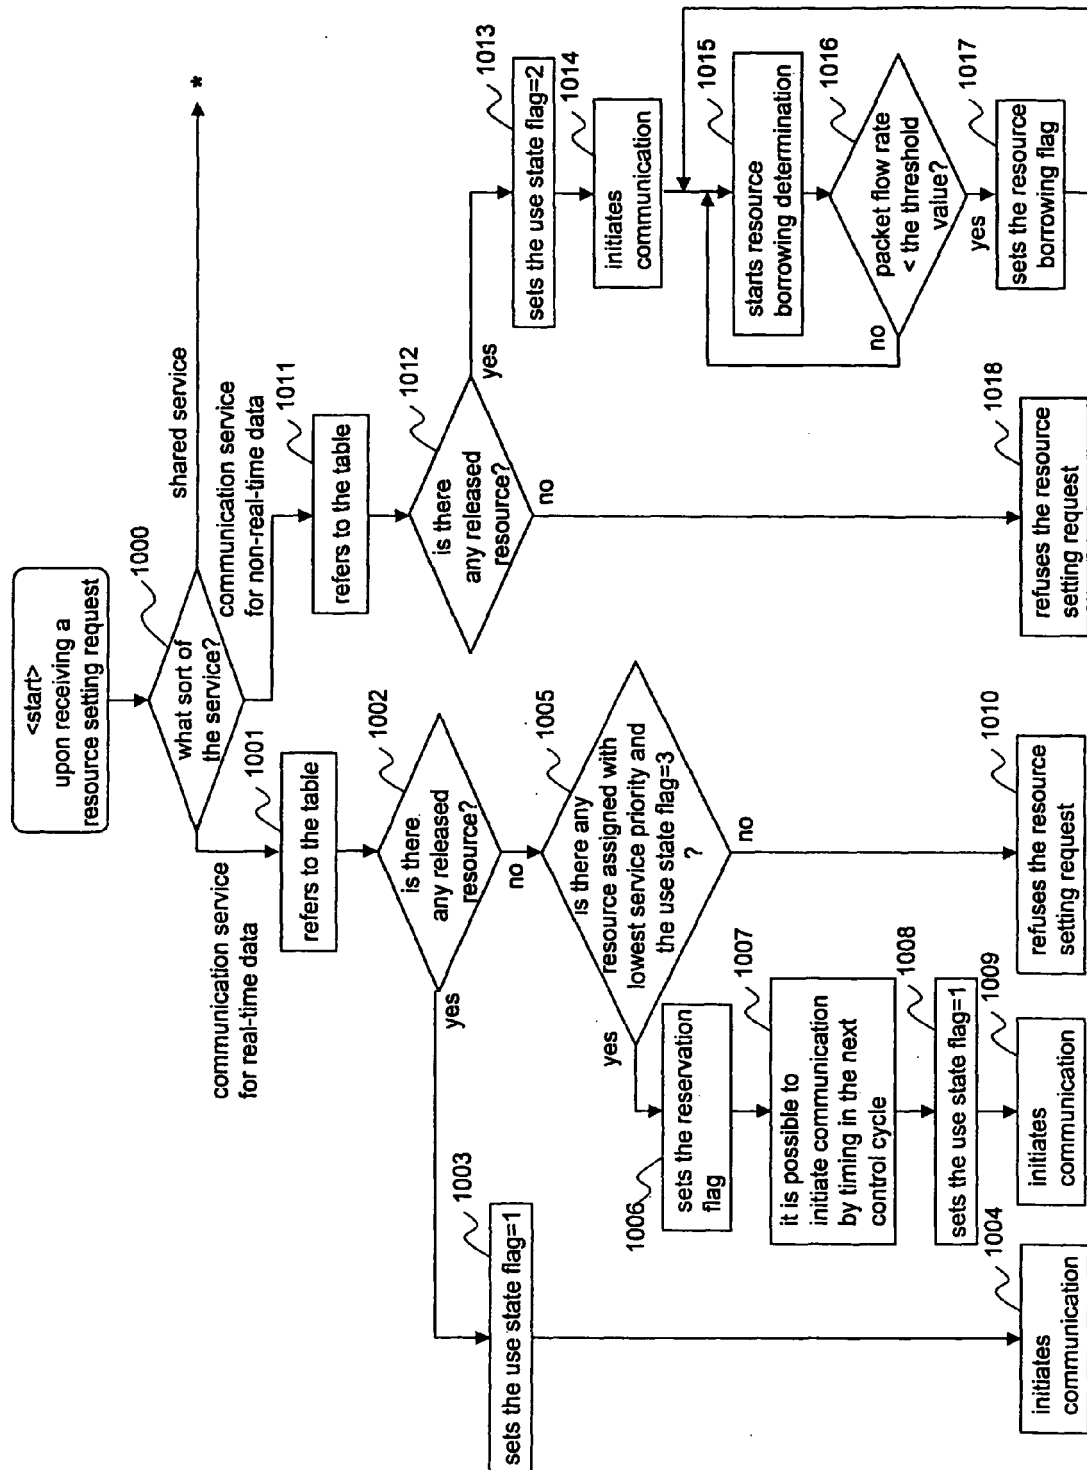 <start>
upon receiving a
resource setting request
1000
what sort of
the service?
shared service
*
communication service
for real-time data
communication service
for non-real-time data
1001
refers to the table
1002
is there.
any released
resource?
yes
no
1003
sets the use state flag=1
1004
initiates
communication
1005
is there any
resource assigned with
lowest service priority and
the use state flag=3
?
yes
no
1006
sets the reservation
flag
1007
it is possible to
initiate communication
by timing in the next
control cycle
1008
sets the use state flag=1
1009
initiates
communication
1010
refuses the resource
setting request
1011
refers to the table
1012
is there
any released
resource?
yes
no
1013
sets the use state flag=2
1014
initiates
communication
1015
starts resource
borrowing determination
1016
packet flow rate
< the threshold
value?
no
yes
1017
sets the resource
borrowing flag
1018
refuses the resource
setting request